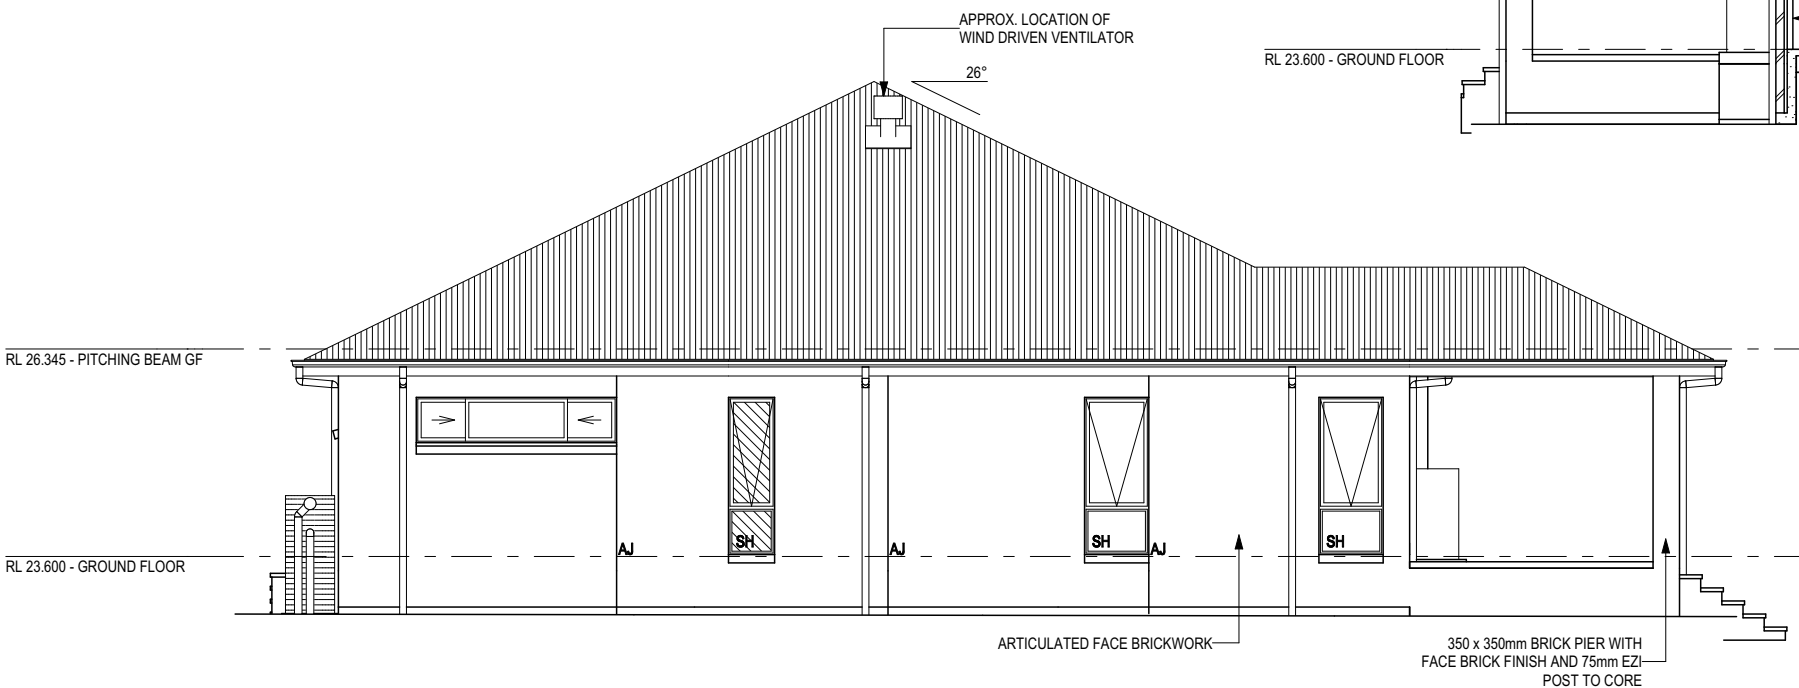 APPROX. LOCATION OF
WIND DRIVEN VENTILATOR
26°
RL 23.600 - GROUND FLOOR
RL 26.345 - PITCHING BEAM GF
SH
SH
SH
AJ
AJ
AJ
RL 23.600 - GROUND FLOOR
ARTICULATED FACE BRICKWORK
350 x 350mm BRICK PIER WITH
FACE BRICK FINISH AND 75mm EZI
POST TO CORE